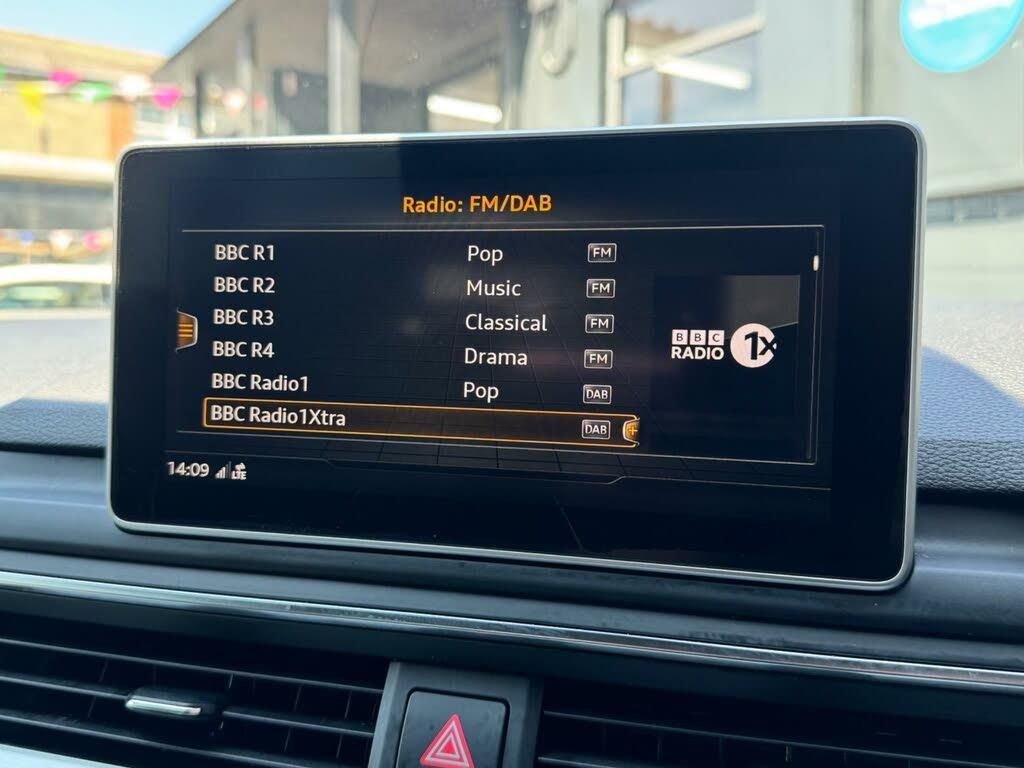 Radio: FM/DAB
BBC R1 Pop FM
BBC R2 Music FM
BBC R3 Classical FM
BBC R4 Drama FM
BBC Radio1 Pop DAB
BBC Radio1Xtra DAB
BBC
RADIO 1X
14:09 LTE